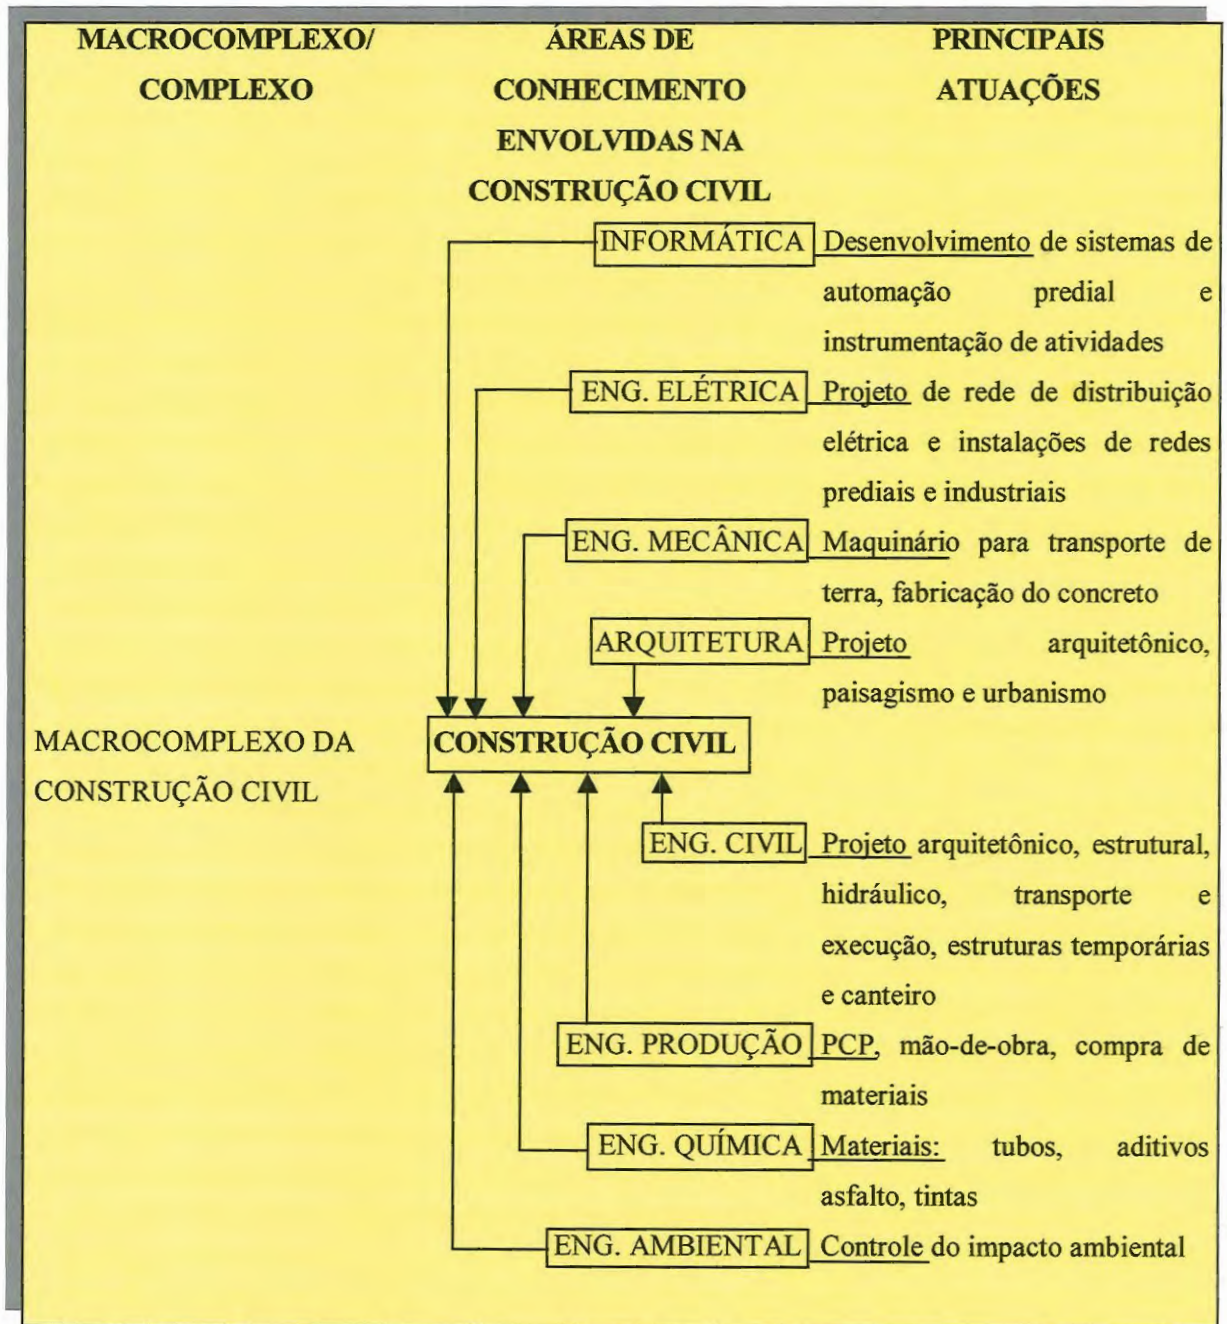 MACROCOMPLEXO/
COMPLEXO
ÁREAS DE
CONHECIMENTO
ENVOLVIDAS NA
CONSTRUÇÃO CIVIL
PRINCIPAIS
ATUAÇÕES
INFORMÁTICA
Desenvolvimento de sistemas de
automação predial e
instrumentação de atividades
ENG. ELÉTRICA
Projeto de rede de distribuição
elétrica e instalações de redes
prediais e industriais
ENG. MECÂNICA
Maquinário para transporte de
terra, fabricação do concreto
ARQUITETURA
Projeto arquitetônico,
paisagismo e urbanismo
MACROCOMPLEXO DA
CONSTRUÇÃO CIVIL
CONSTRUÇÃO CIVIL
ENG. CIVIL
Projeto arquitetônico, estrutural,
hidráulico, transporte e
execução, estruturas temporárias
e canteiro
ENG. PRODUÇÃO
PCP, mão-de-obra, compra de
materiais
ENG. QUÍMICA
Materiais: tubos, aditivos
asfalto, tintas
ENG. AMBIENTAL
Controle do impacto ambiental